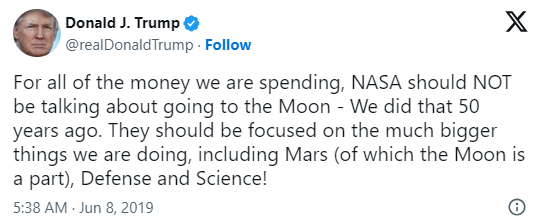 Donald J. Trump
@realDonaldTrump · Follow
For all of the money we are spending, NASA should NOT
be talking about going to the Moon - We did that 50
years ago. They should be focused on the much bigger
things we are doing, including Mars (of which the Moon is
a part), Defense and Science!
5:38 AM · Jun 8, 2019